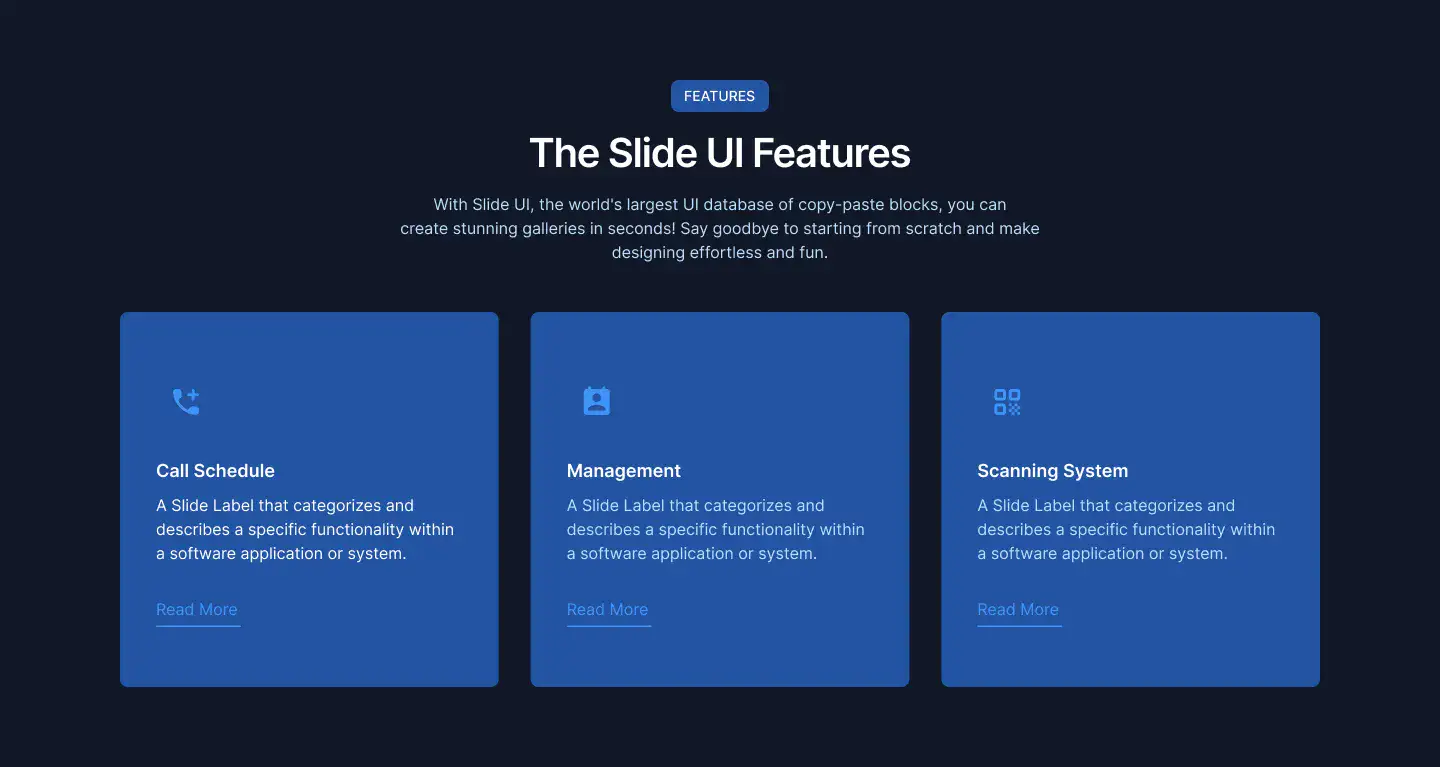 FEATURES
The Slide UI Features
With Slide UI, the world's largest UI database of copy-paste blocks, you can
create stunning galleries in seconds! Say goodbye to starting from scratch and make
designing effortless and fun.
Call Schedule
A Slide Label that categorizes and
describes a specific functionality within
a software application or system.
Read More
Management
A Slide Label that categorizes and
describes a specific functionality within
a software application or system.
Read More
Scanning System
A Slide Label that categorizes and
describes a specific functionality within
a software application or system.
Read More